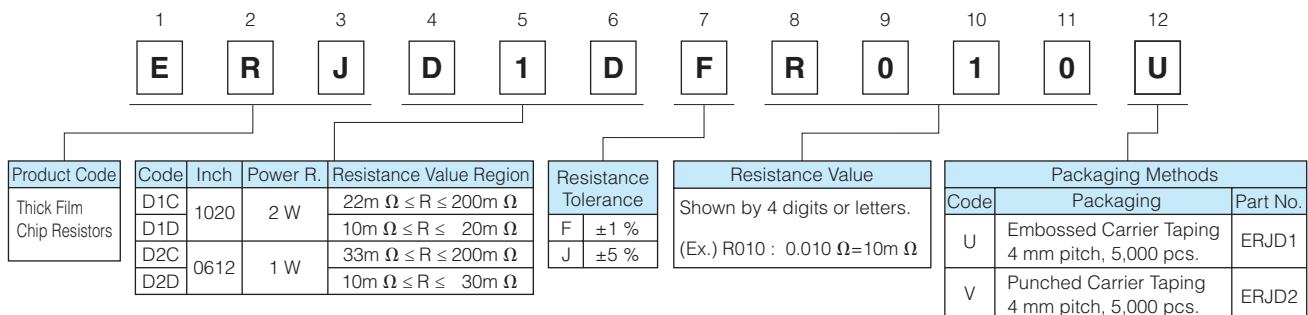 1 2 3 4 5 6 7 8 9 10 11 12
E R J D 1 D F R 0 1 0 U
Product Code
Thick Film
Chip Resistors
Code Inch Power R. Resistance Value Region
D1C 1020 2 W 22m Ω ≤ R ≤ 200m Ω
D1D 10m Ω ≤ R ≤ 20m Ω
D2C 0612 1 W 33m Ω ≤ R ≤ 200m Ω
D2D 10m Ω ≤ R ≤ 30m Ω
Resistance
Tolerance
F ±1 %
J ±5 %
Resistance Value
Shown by 4 digits or letters.
(Ex.) R010 : 0.010 Ω=10m Ω
Packaging Methods
Code Packaging Part No.
U Embossed Carrier Taping
4 mm pitch, 5,000 pcs. ERJD1
V Punched Carrier Taping
4 mm pitch, 5,000 pcs. ERJD2